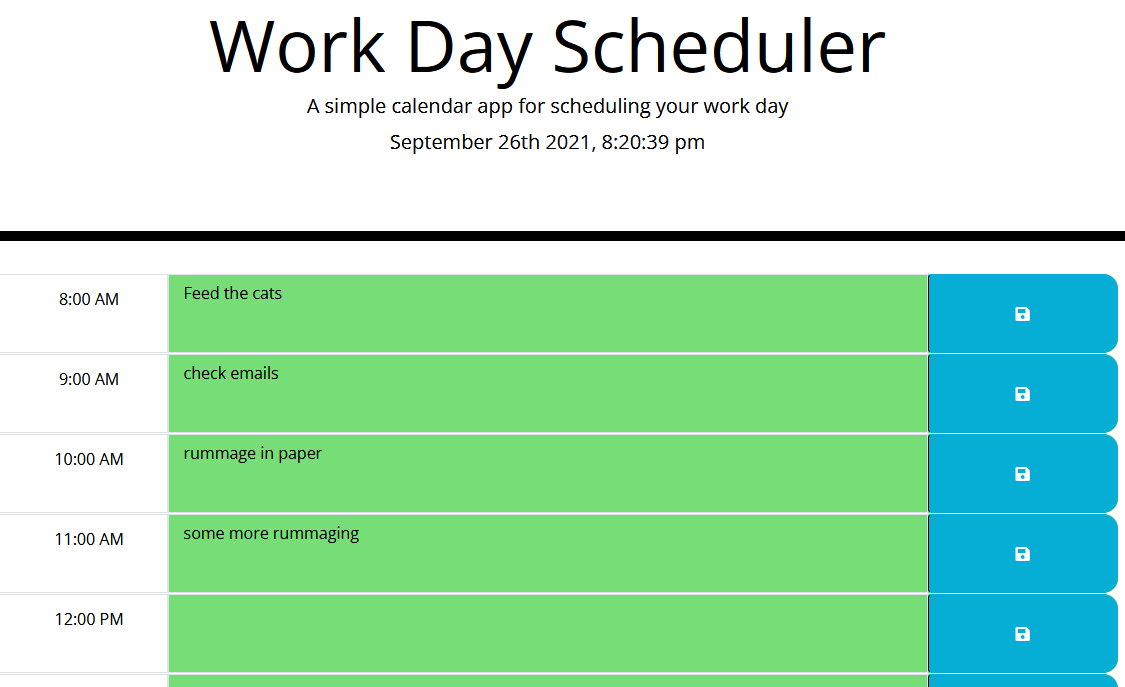 Work Day Scheduler
A simple calendar app for scheduling your work day
September 26th 2021, 8:20:39 pm
8:00 AM
Feed the cats
9:00 AM
check emails
10:00 AM
rummage in paper
11:00 AM
some more rummaging
12:00 PM